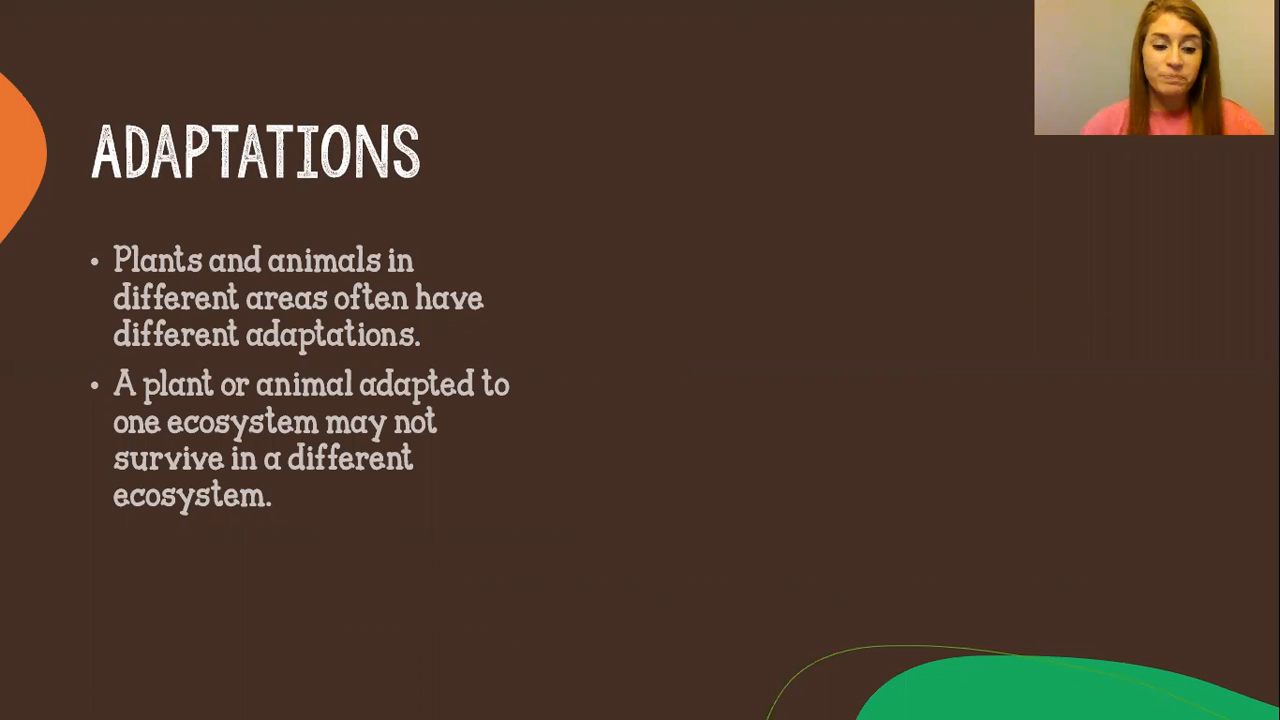 ADAPTATIONS
• Plants and animals in
different areas often have
different adaptations.
• A plant or animal adapted to
one ecosystem may not
survive in a different
ecosystem.